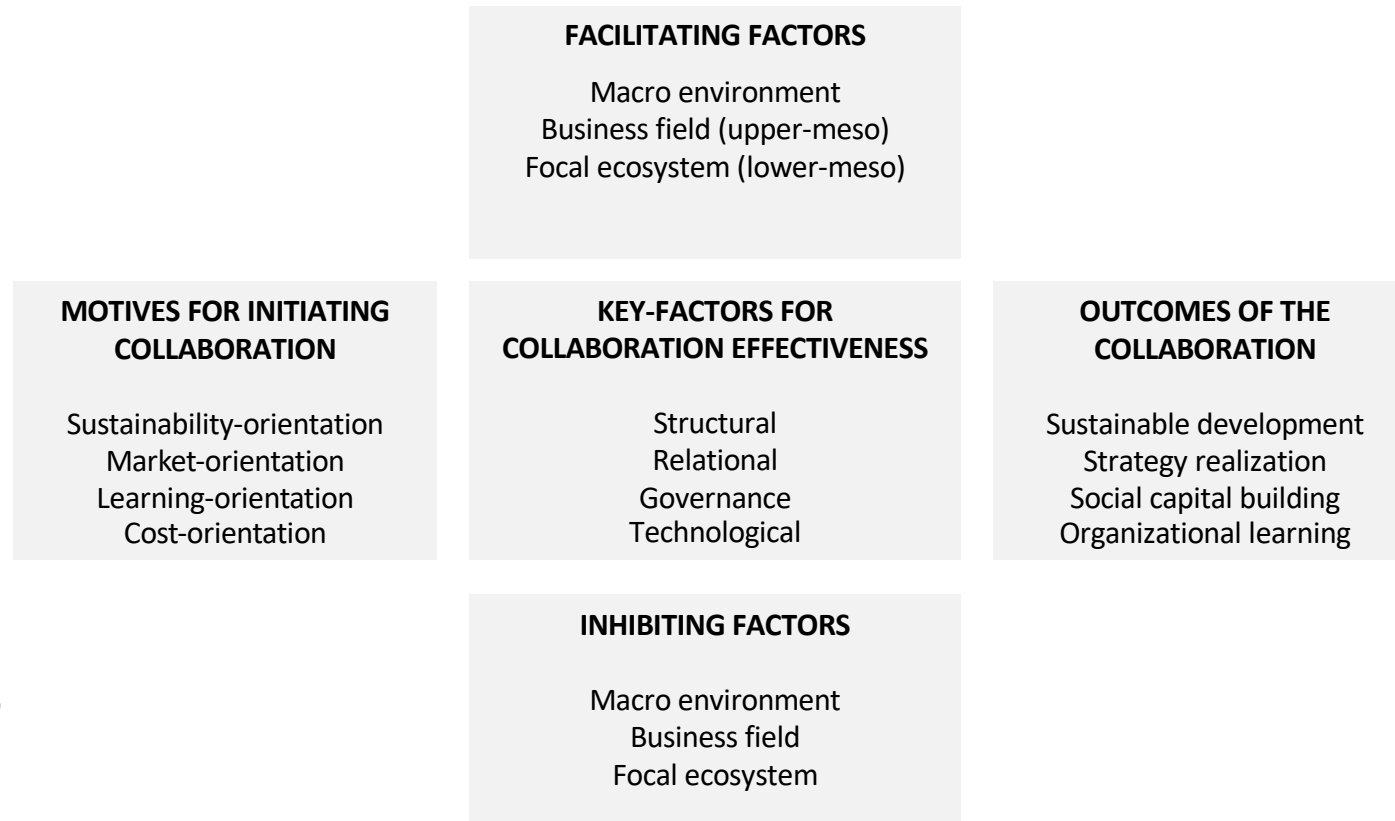 FACILITATING FACTORS
Macro environment
Business field (upper-meso)
Focal ecosystem (lower-meso)
MOTIVES FOR INITIATING
COLLABORATION
Sustainability-orientation
Market-orientation
Learning-orientation
Cost-orientation
KEY-FACTORS FOR
COLLABORATION EFFECTIVENESS
Structural
Relational
Governance
Technological
OUTCOMES OF THE
COLLABORATION
Sustainable development
Strategy realization
Social capital building
Organizational learning
INHIBITING FACTORS
Macro environment
Business field
Focal ecosystem